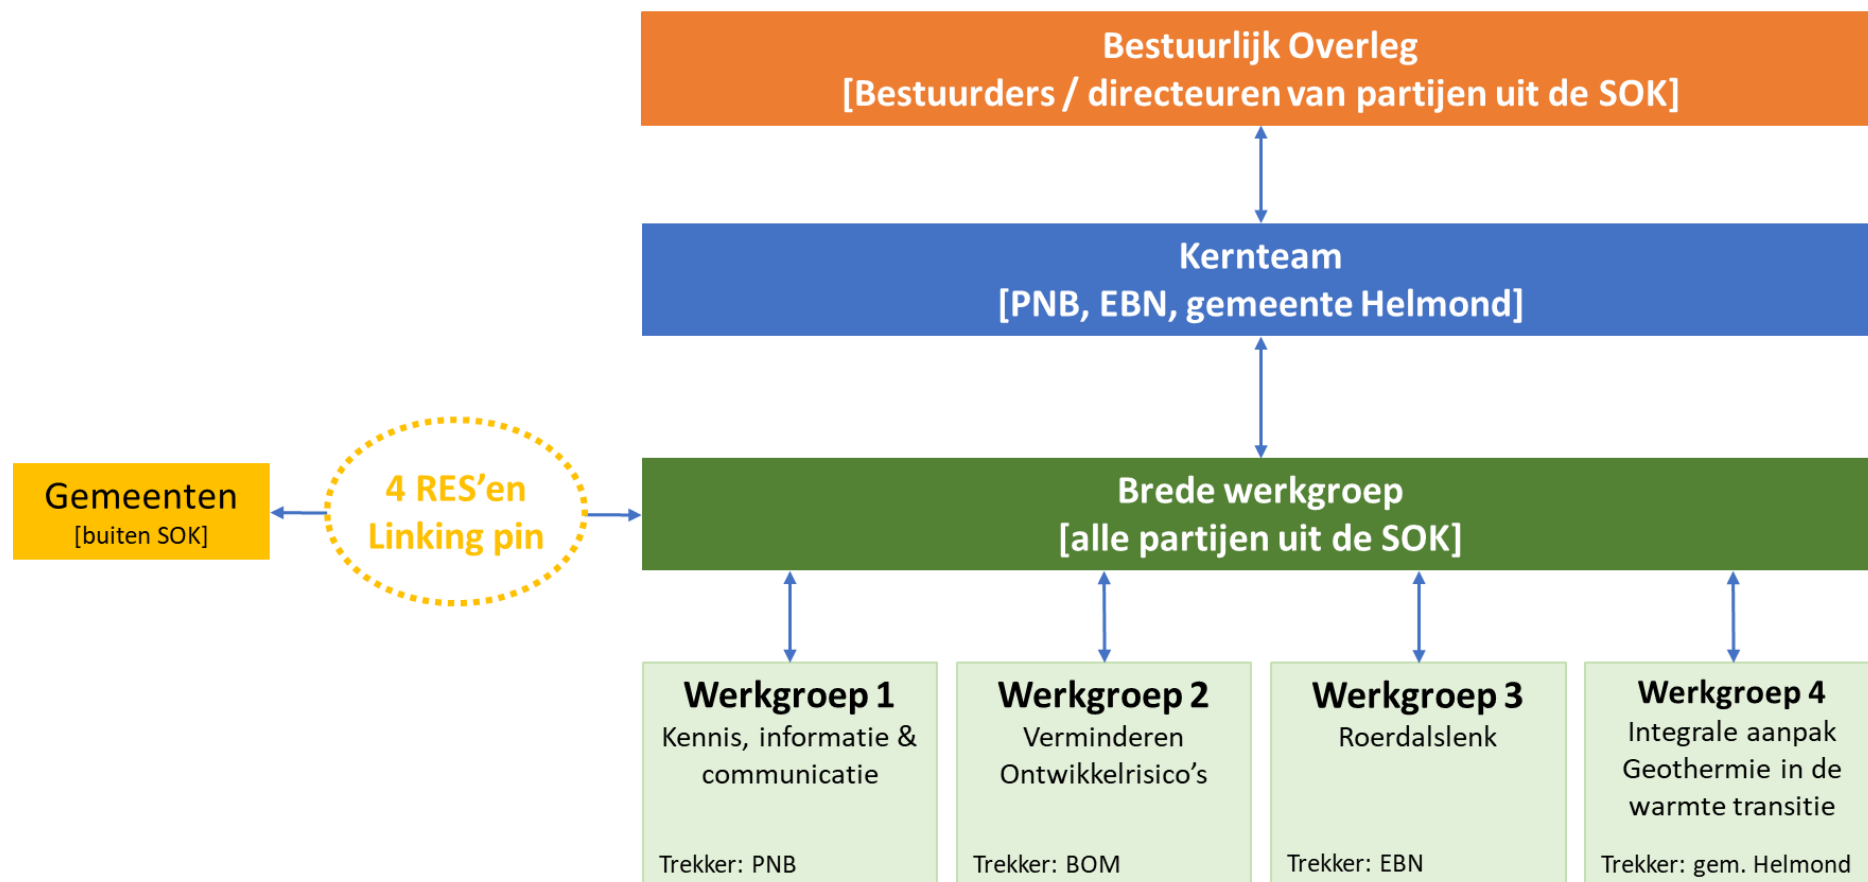 Bestuurlijk Overleg
[Bestuurders / directeuren van partijen uit de SOK]
Kernteam
[PNB, EBN, gemeente Helmond]
Gemeenten
[buiten SOK]
4 RES’en
Linking pin
Brede werkgroep
[alle partijen uit de SOK]
Werkgroep 1
Kennis, informatie &
communicatie
Trekker: PNB
Werkgroep 2
Verminderen
Ontwikkelrisico’s
Trekker: BOM
Werkgroep 3
Roerdalslenk
Trekker: EBN
Werkgroep 4
Integrale aanpak
Geothermie in de
warmte transitie
Trekker: gem. Helmond